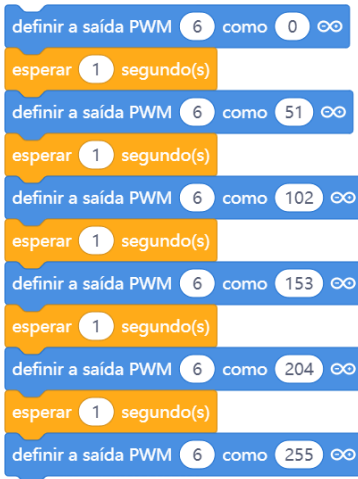 definir a saída PWM 6 como 0
esperar 1 segundo(s)
definir a saída PWM 6 como 51
esperar 1 segundo(s)
definir a saída PWM 6 como 102
esperar 1 segundo(s)
definir a saída PWM 6 como 153
esperar 1 segundo(s)
definir a saída PWM 6 como 204
esperar 1 segundo(s)
definir a saída PWM 6 como 255